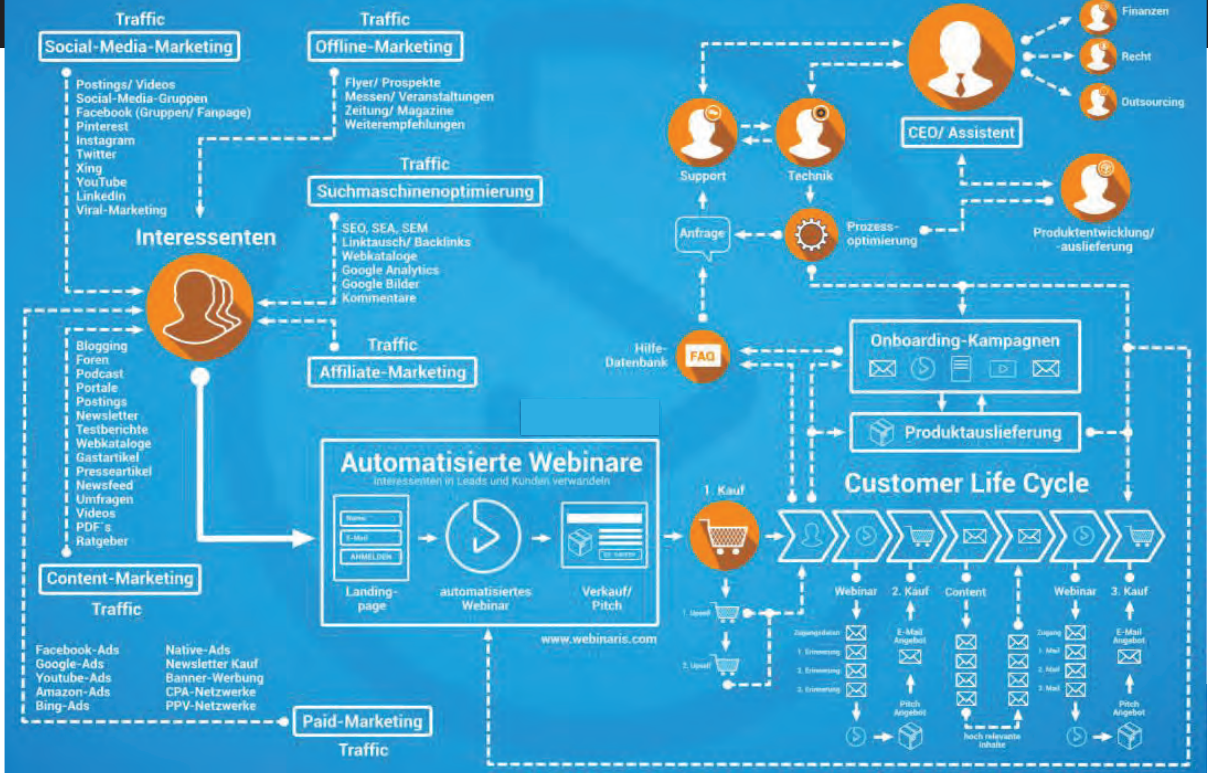 Traffic
Social-Media-Marketing
Postings/ Videos
Social-Media-Gruppen
Facebook (Gruppen/ Fanpage)
Pinterest
Instagram
Twitter
Xing
YouTube
LinkedIn
Viral-Marketing
Traffic
Offline-Marketing
Flyer/ Prospekte
Messen/ Veranstaltungen
Zeitung/ Magazine
Weiterempfehlungen
Traffic
Suchmaschinenoptimierung
SEO, SEA, SEM
Linktausch/ Backlinks
Webkataloge
Google Analytics
Google Bilder
Kommentare
Interessenten
Traffic
Affiliate-Marketing
Blogging
Foren
Podcast
Portale
Postings
Newsletter
Testberichte
Webkataloge
Gastartikel
Presseartikel
Newsfeed
Umfragen
Videos
PDF`s
Ratgeber
Content-Marketing
Traffic
Facebook-Ads
Google-Ads
Youtube-Ads
Amazon-Ads
Bing-Ads
Native-Ads
Newsletter Kauf
Banner-Werbung
CPA-Netzwerke
PPV-Netzwerke
Paid-Marketing
Traffic
Automatisierte Webinare
Interessenten in Leads und Kunden verwandeln
Name
E-Mail
ANMELDEN
Landing-
page
automatisiertes
Webinar
Verkauf/
Pitch
www.webinaris.com
1. Kauf
1. Upsell
2. Upsell
Finanzen
Recht
Outsourcing
CEO/ Assistent
Support
Technik
Anfrage
Prozess-
optimierung
Produktentwicklung/
-auslieferung
Hilfe-
Datenbank
FAQ
Onboarding-Kampagnen
Produktauslieferung
Customer Life Cycle
Webinar
2. Kauf
Content
Webinar
3. Kauf
Zugangsdaten
1. Erinnerung
2. Erinnerung
3. Erinnerung
E-Mail
Angebot
Pitch
Angebot
hoch relevante
Inhalte
Zugang
1. Mail
2. Mail
3. Mail
E-Mail
Angebot
Pitch
Angebot